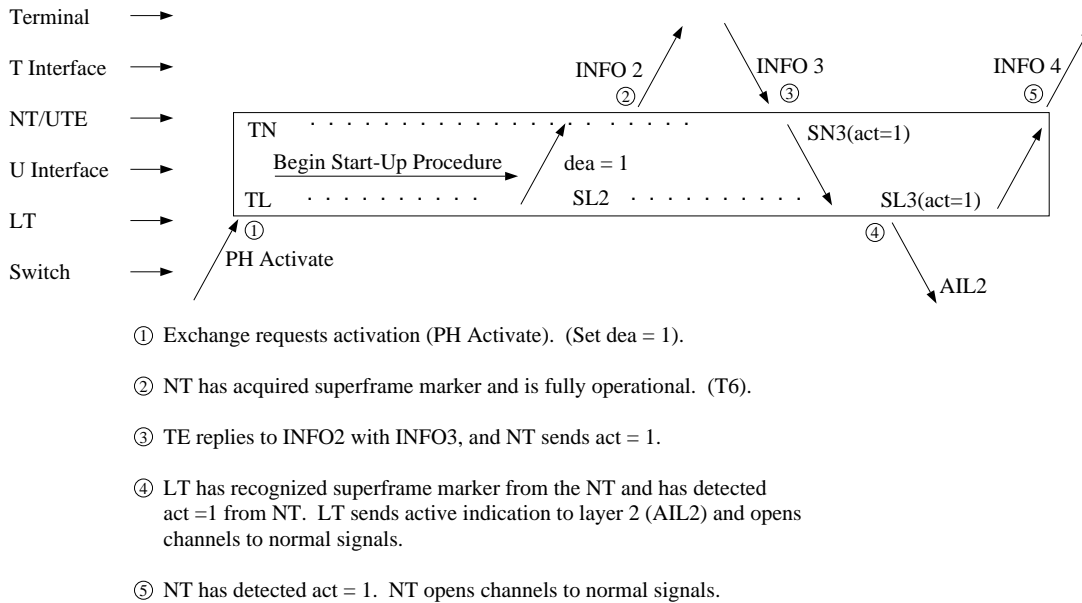 Terminal
T Interface
INFO 2
INFO 3
INFO 4
②
③
⑤
NT/UTE
TN
SN3(act=1)
U Interface
Begin Start-Up Procedure
dea = 1
TL
SL2
SL3(act=1)
LT
①
④
Switch
PH Activate
AIL2
① Exchange requests activation (PH Activate). (Set dea = 1).
② NT has acquired superframe marker and is fully operational. (T6).
③ TE replies to INFO2 with INFO3, and NT sends act = 1.
④ LT has recognized superframe marker from the NT and has detected
act =1 from NT. LT sends active indication to layer 2 (AIL2) and opens
channels to normal signals.
⑤ NT has detected act = 1. NT opens channels to normal signals.